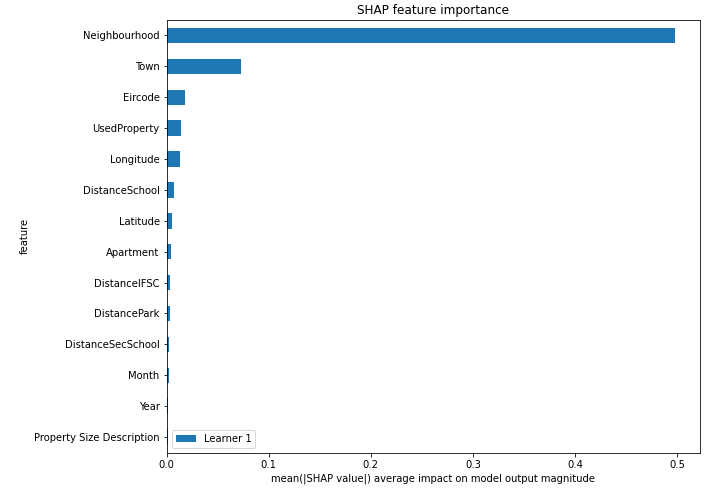 SHAP feature importance
Neighbourhood
Town
Eircode
UsedProperty
Longitude
DistanceSchool
Latitude
Apartment
DistanceIFSC
DistancePark
DistanceSecSchool
Month
Year
Property Size Description
feature
Learner 1
0.0 0.1 0.2 0.3 0.4 0.5
mean(|SHAP value|) average impact on model output magnitude